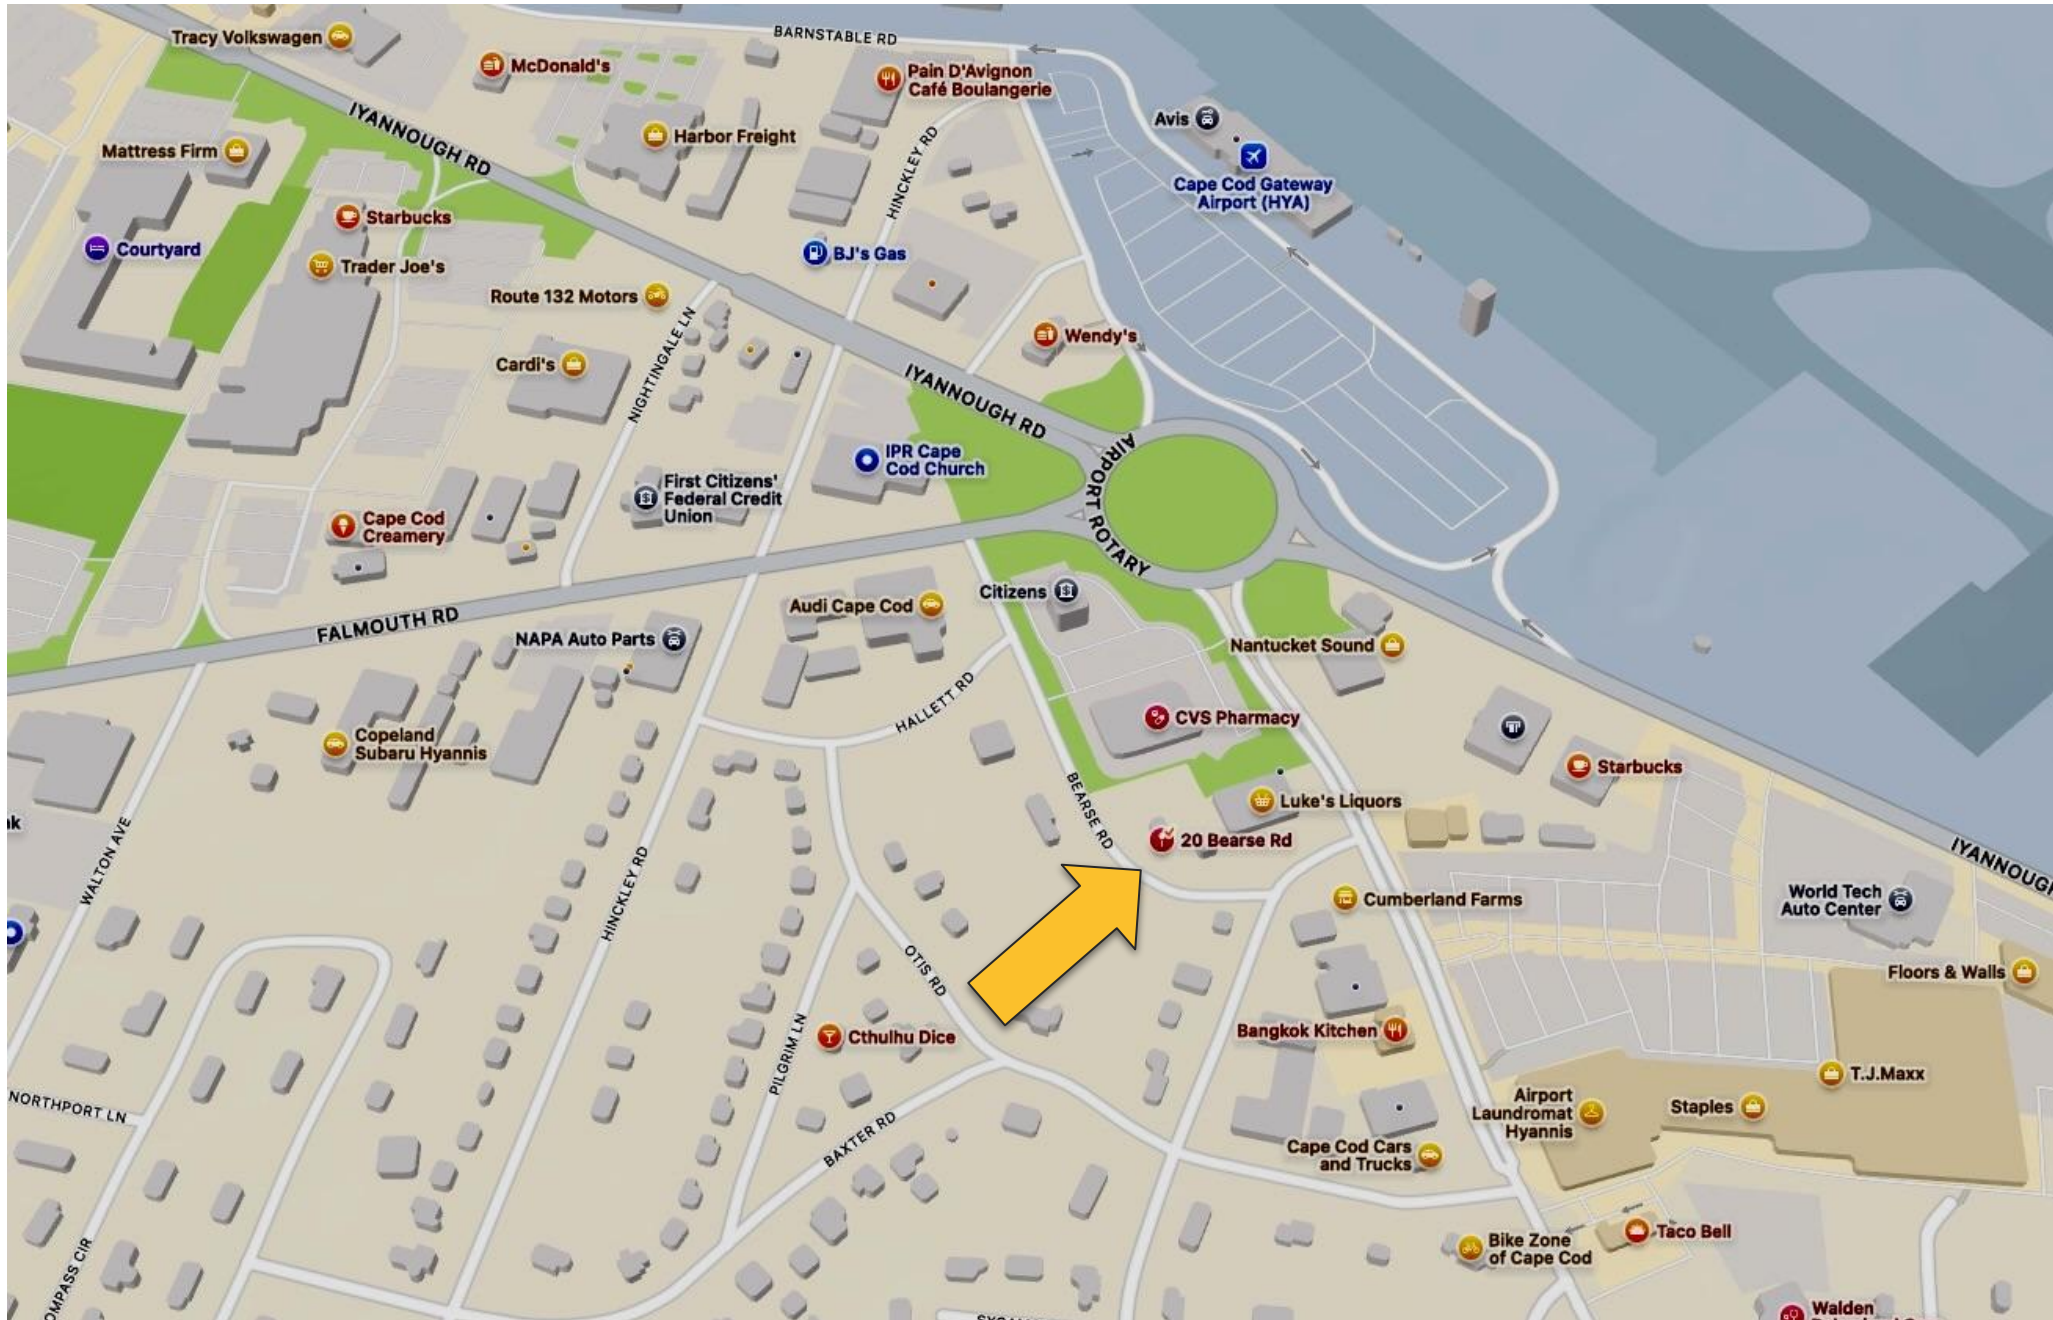 BARNSTABLE RD
Tracy Volkswagen
McDonald's
Pain D'Avignon
Café Boulangerie
IYANNOUGH RD
Avis
Mattress Firm
Harbor Freight
HINCKLEY RD
Cape Cod Gateway
Airport (HYA)
Starbucks
Courtyard
Trader Joe's
BJ's Gas
Route 132 Motors
Wendy's
NIGHTINGALE LN
Cardi's
IYANNOUGH RD
AIRPORT ROTARY
IPR Cape
Cod Church
First Citizens'
Federal Credit
Union
Cape Cod
Creamery
Citizens
Audi Cape Cod
FALMOUTH RD
NAPA Auto Parts
Nantucket Sound
HALLETT RD
CVS Pharmacy
Copeland
Subaru Hyannis
Starbucks
BEARSE RD
Luke's Liquors
20 Bearse Rd
WALTON AVE
HINCKLEY RD
IYANNOUGH
World Tech
Auto Center
Cumberland Farms
OTIS RD
Floors & Walls
Bangkok Kitchen
Cthulhu Dice
PILGRIM LN
T.J.Maxx
NORTHPORT LN
Airport
Laundromat
Hyannis
Staples
BAXTER RD
Cape Cod Cars
and Trucks
Taco Bell
Bike Zone
of Cape Cod
OMPASS CIR
Walden